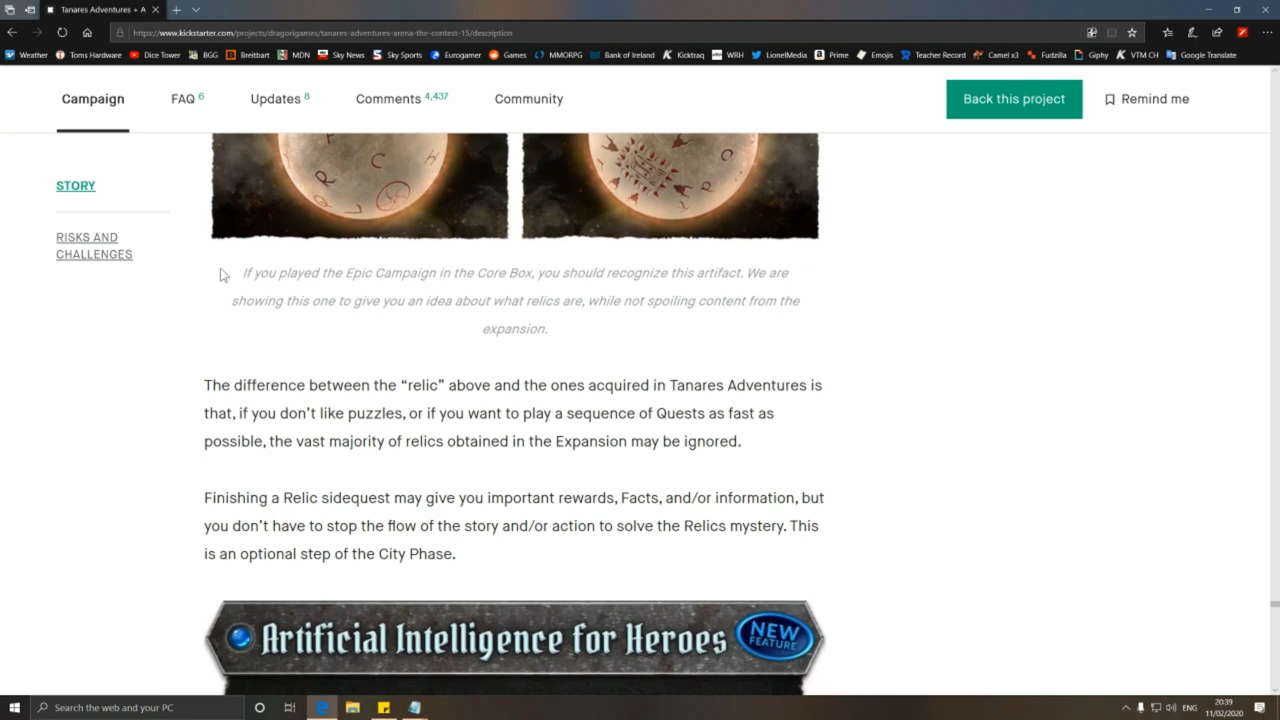 Tanares Adventures + A
https://www.kickstarter.com/projects/dragorigames/tanares-adventures-arena-the-contest-15/description
Weather Toms Hardware Dice Tower BGG Breitbart MDN Sky News Sky Sports Eurogamer Games MMORPG Bank of Ireland Kicktraq WRH LionelMedia Prime Emojis Teacher Record Camel x3 Fudzilla Giphy VTM CH Google Translate
Campaign FAQ 6 Updates 8 Comments 4,437 Community Back this project Remind me
STORY
RISKS AND
CHALLENGES
If you played the Epic Campaign in the Core Box, you should recognize this artifact. We are
showing this one to give you an idea about what relics are, while not spoiling content from the
expansion.
The difference between the “relic” above and the ones acquired in Tanares Adventures is
that, if you don’t like puzzles, or if you want to play a sequence of Quests as fast as
possible, the vast majority of relics obtained in the Expansion may be ignored.
Finishing a Relic sidequest may give you important rewards, Facts, and/or information, but
you don’t have to stop the flow of the story and/or action to solve the Relics mystery. This
is an optional step of the City Phase.
Artificial Intelligence for Heroes
NEW
FEATURE
Search the web and your PC
ENG
20:39
11/02/2020